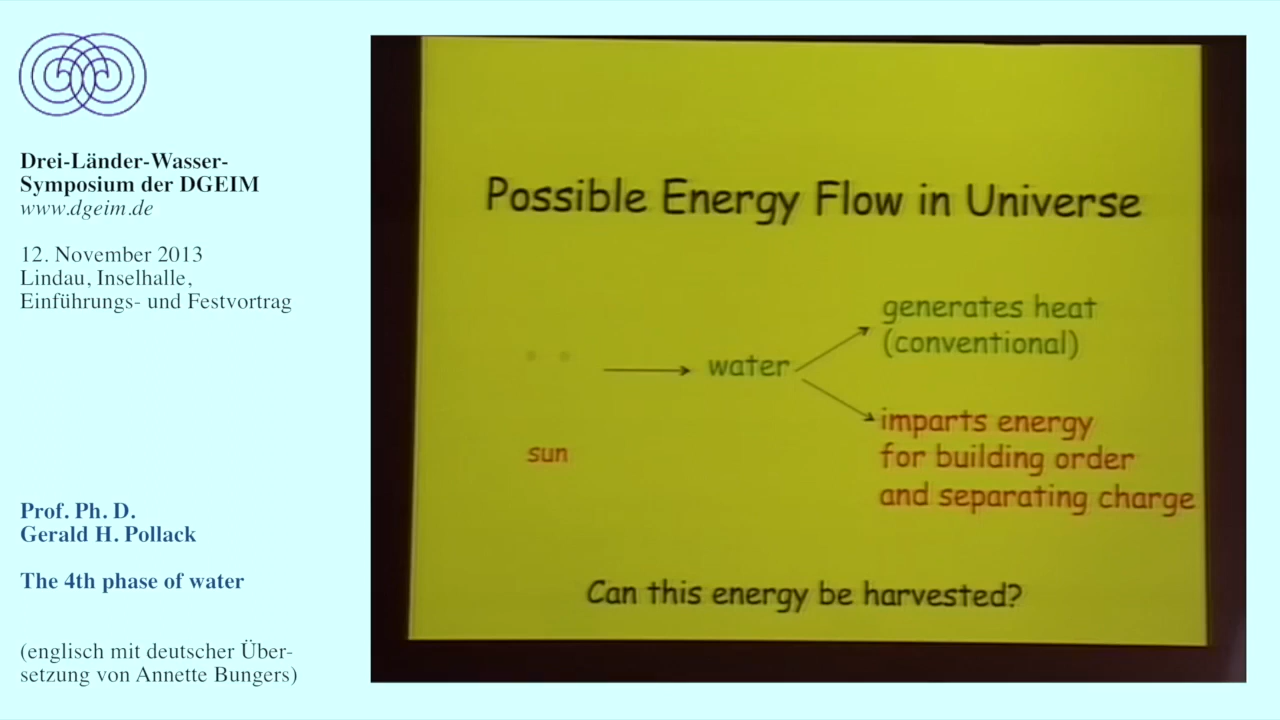 Drei-Länder-Wasser-
Symposium der DGEIM
www.dgeim.de
12. November 2013
Lindau, Inselhalle,
Einführungs- und Festvortrag
Prof. Ph. D.
Gerald H. Pollack
The 4th phase of water
(englisch mit deutscher Über-
setzung von Annette Bungers)
Possible Energy Flow in Universe
generates heat
(conventional)
water
imparts energy
for building order
and separating charge
sun
Can this energy be harvested?